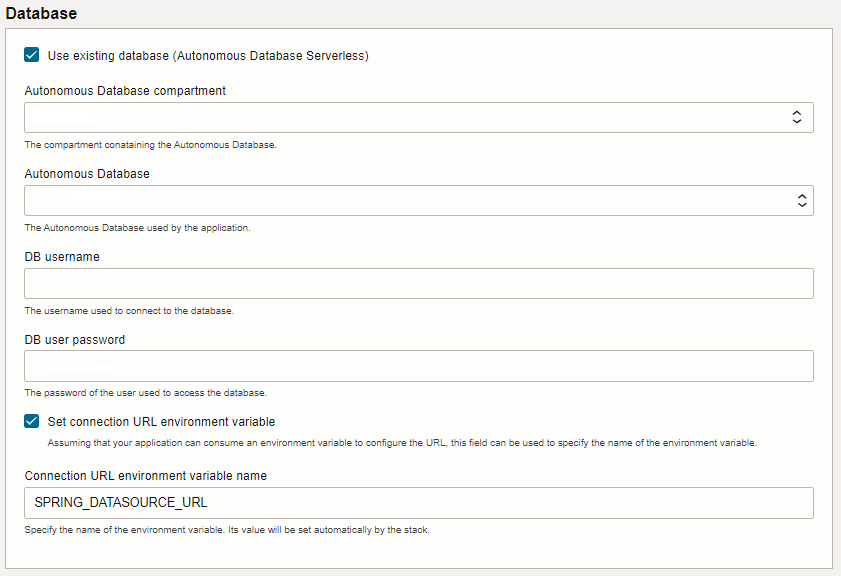 Database
Use existing database (Autonomous Database Serverless)
Autonomous Database compartment
The compartment conataining the Autonomous Database.
Autonomous Database
The Autonomous Database used by the application.
DB username
The username used to connect to the database.
DB user password
The password of the user used to access the database.
Set connection URL environment variable
Assuming that your application can consume an environment variable to configure the URL, this field can be used to specify the name of the environment variable.
Connection URL environment variable name
SPRING_DATASOURCE_URL
Specify the name of the environment variable. Its value will be set automatically by the stack.